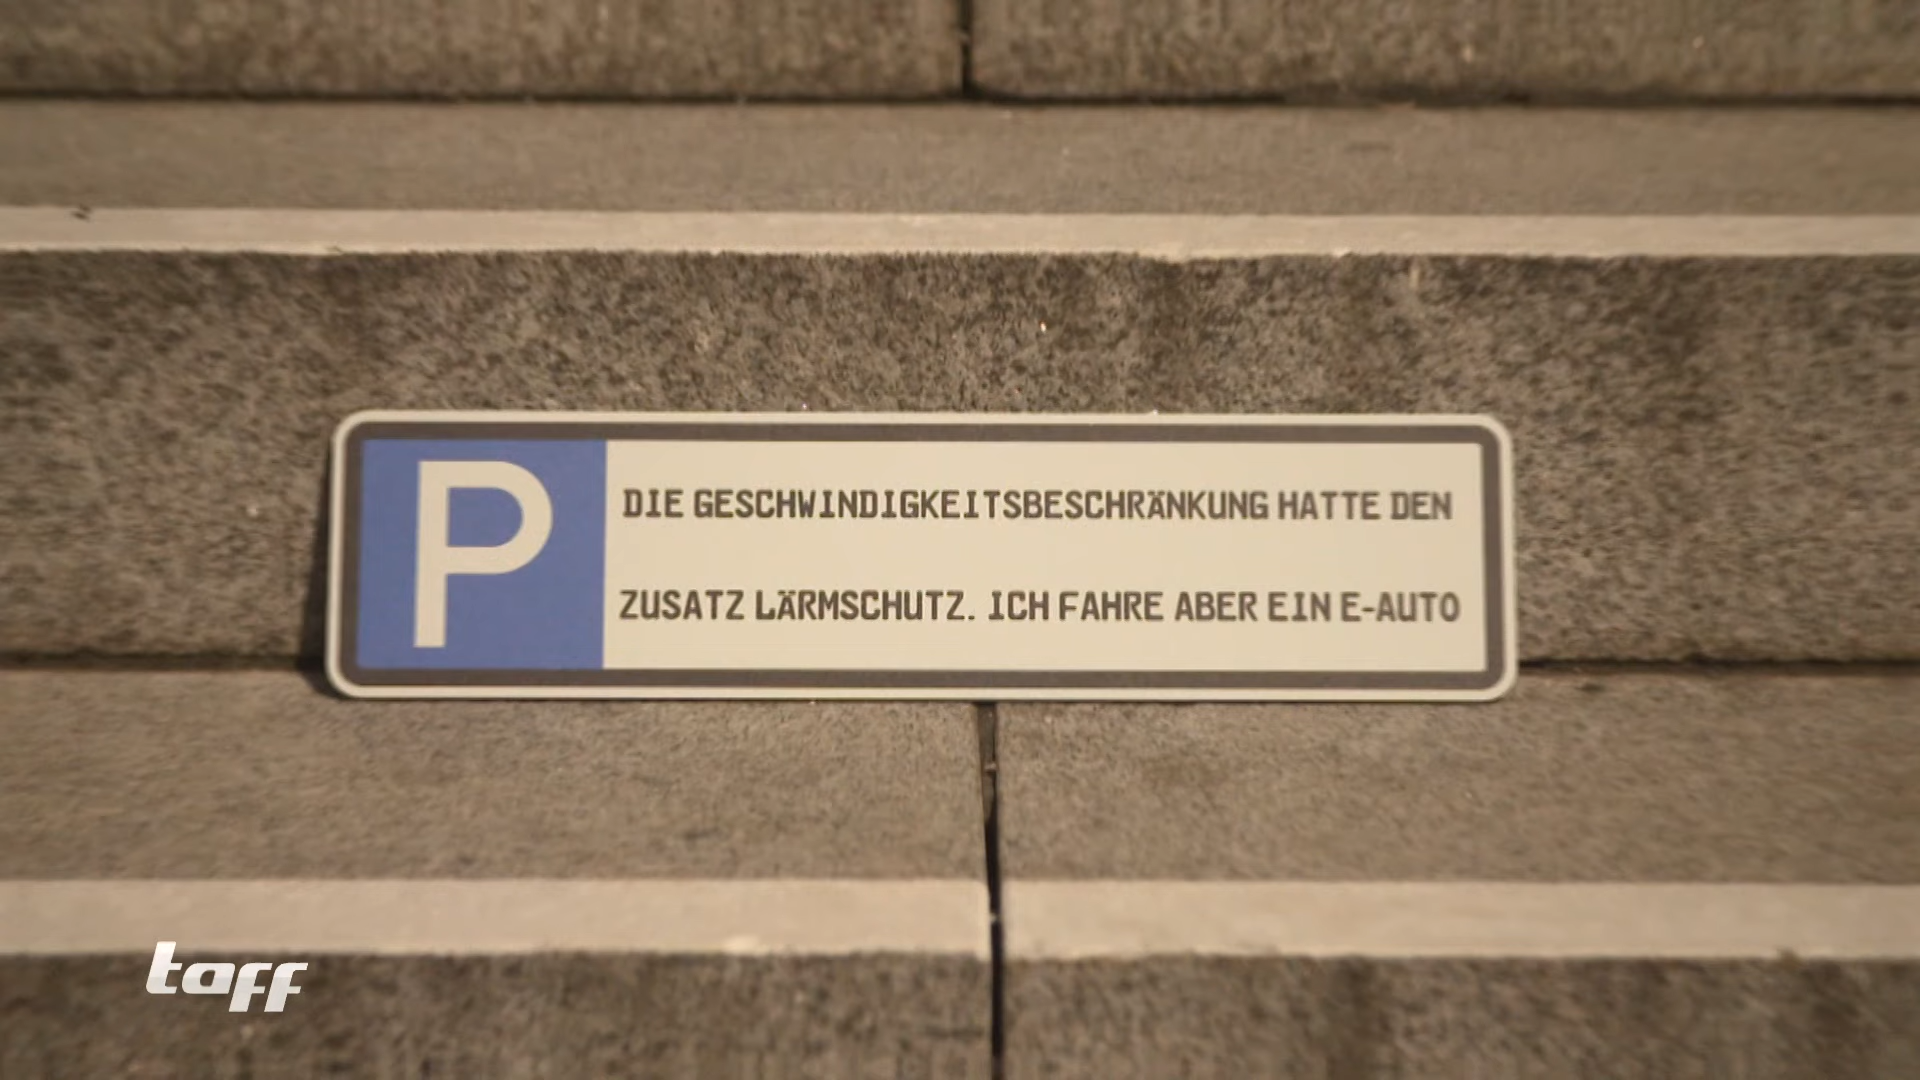 P
DIE GESCHWINDIGKEITSBESCHRÄNKUNG HATTE DEN
ZUSATZ LÄRMSCHUTZ. ICH FAHRE ABER EIN E-AUTO
taff